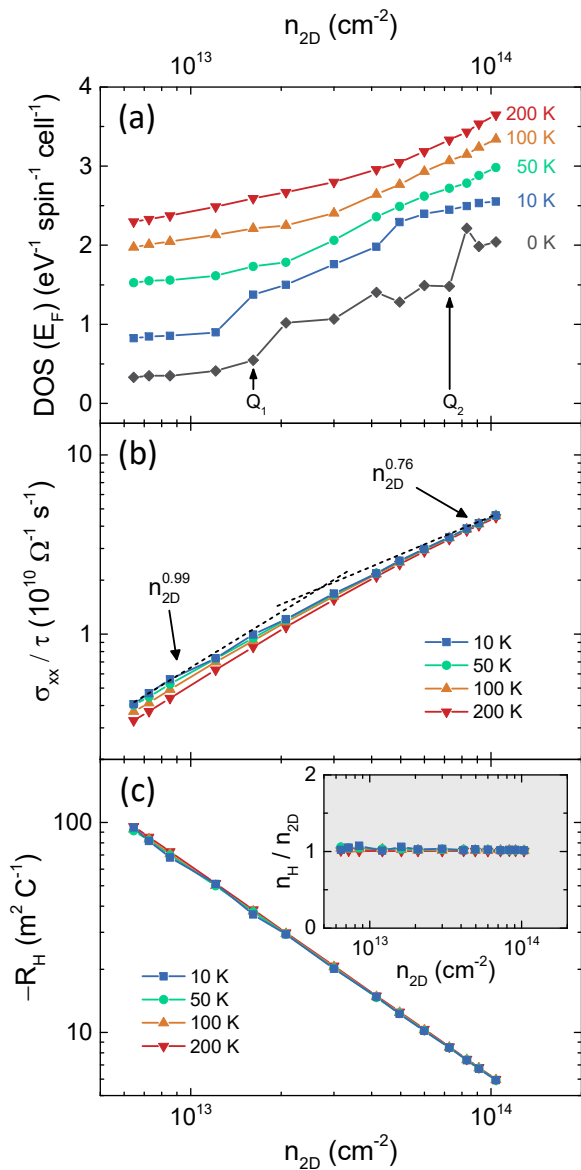 n2D (cm-2)
10^13 10^14
(a)
4
3
2
1
0
DOS (E_F) (eV-1 spin-1 cell-1)
200 K
100 K
50 K
10 K
0 K
Q1 Q2
(b)
10
1
σxx / τ (10^10 Ω-1 s-1)
n2D^0.99
n2D^0.76
10 K
50 K
100 K
200 K
(c)
100
10
−RH (m2 C-1)
10 K
50 K
100 K
200 K
2
1
0
nH / n2D
10^13 10^14
n2D (cm-2)
10^13 10^14
n2D (cm-2)